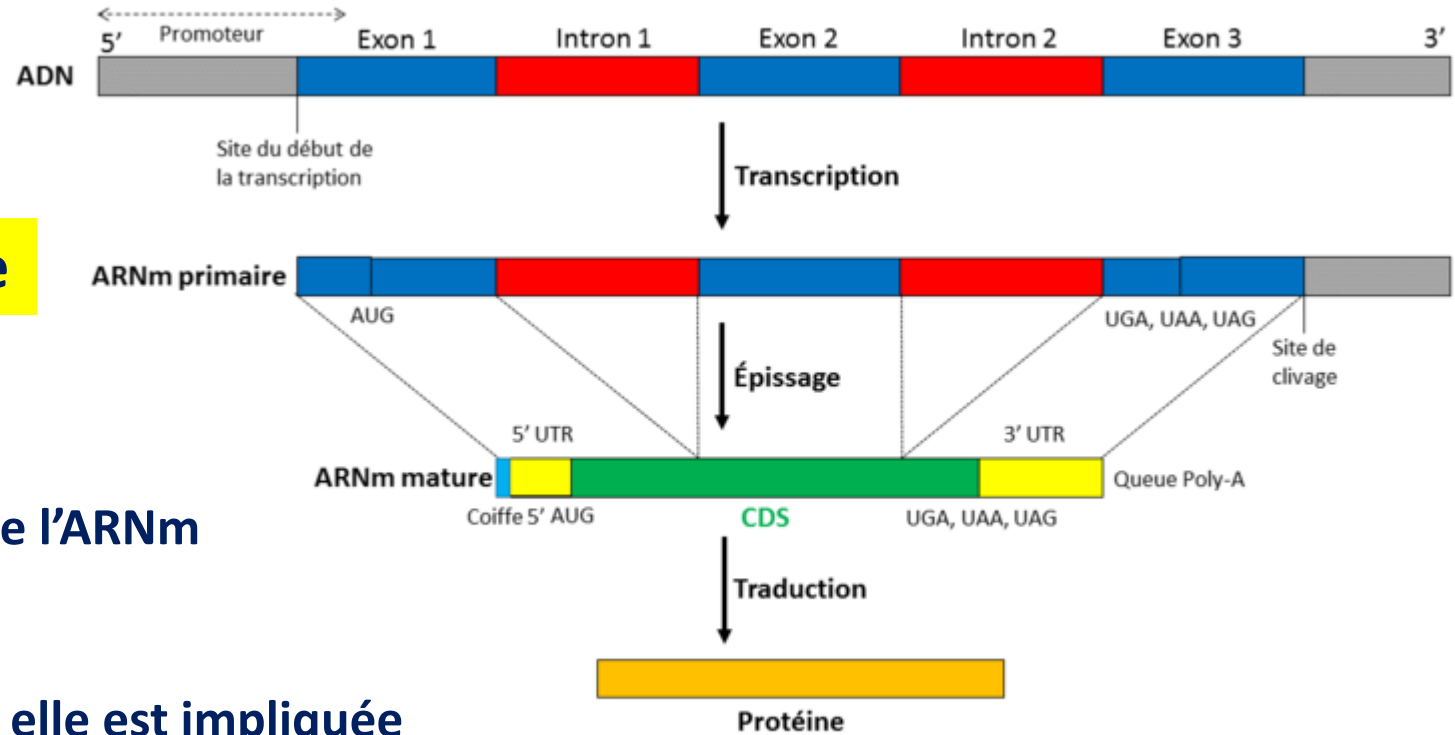 Promoteur
5’ Exon 1 Intron 1 Exon 2 Intron 2 Exon 3 3’
ADN
Site du début de
la transcription
Transcription
e
ARNm primaire
AUG
UGA, UAA, UAG
Site de
clivage
Épissage
5’ UTR
3’ UTR
ARNm mature
Queue Poly-A
Coiffe 5’ AUG CDS UGA, UAA, UAG
e l’ARNm
Traduction
elle est impliquée
Protéine